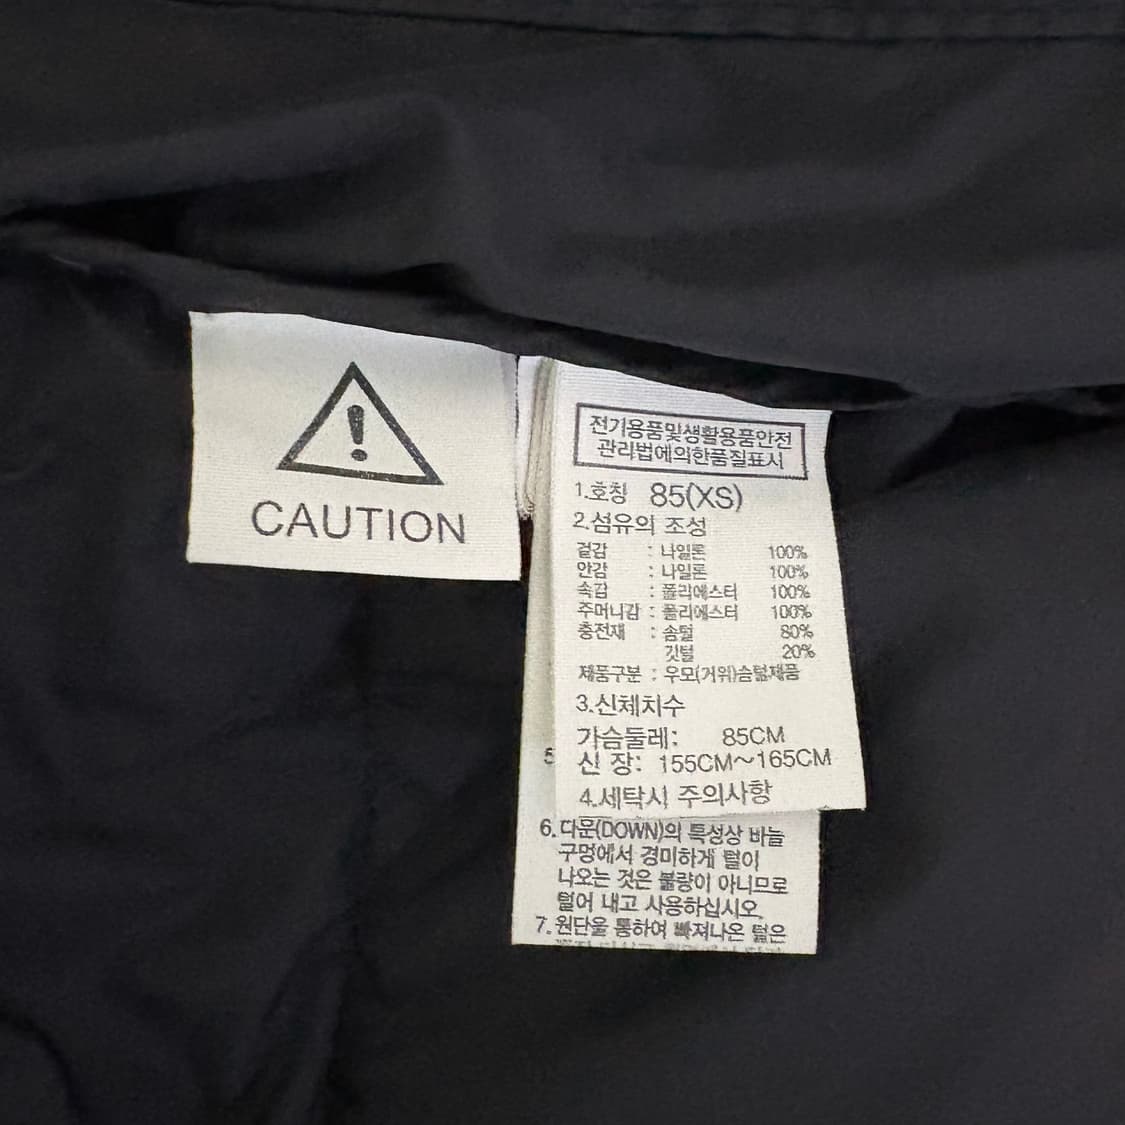 CAUTION
전기용품및생활용품안전
관리법에의한품질표시
1.호칭 85(XS)
2.섬유의 조성
겉감 : 나일론 100%
안감 : 나일론 100%
속감 : 폴리에스터 100%
주머니감 : 폴리에스터 100%
충전재 : 솜털 80%
깃털 20%
제품구분 : 우모(거위)솜털제품
3.신체치수
가슴둘레: 85CM
신 장: 155CM~165CM
4.세탁시 주의사항
5
6.다운(DOWN)의 특성상 바늘
구멍에서 경미하게 털이
나오는 것은 불량이 아니므로
털어 내고 사용하십시오.
7.원단을 통하여 빠져나온 털은